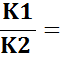 K1
K2 =